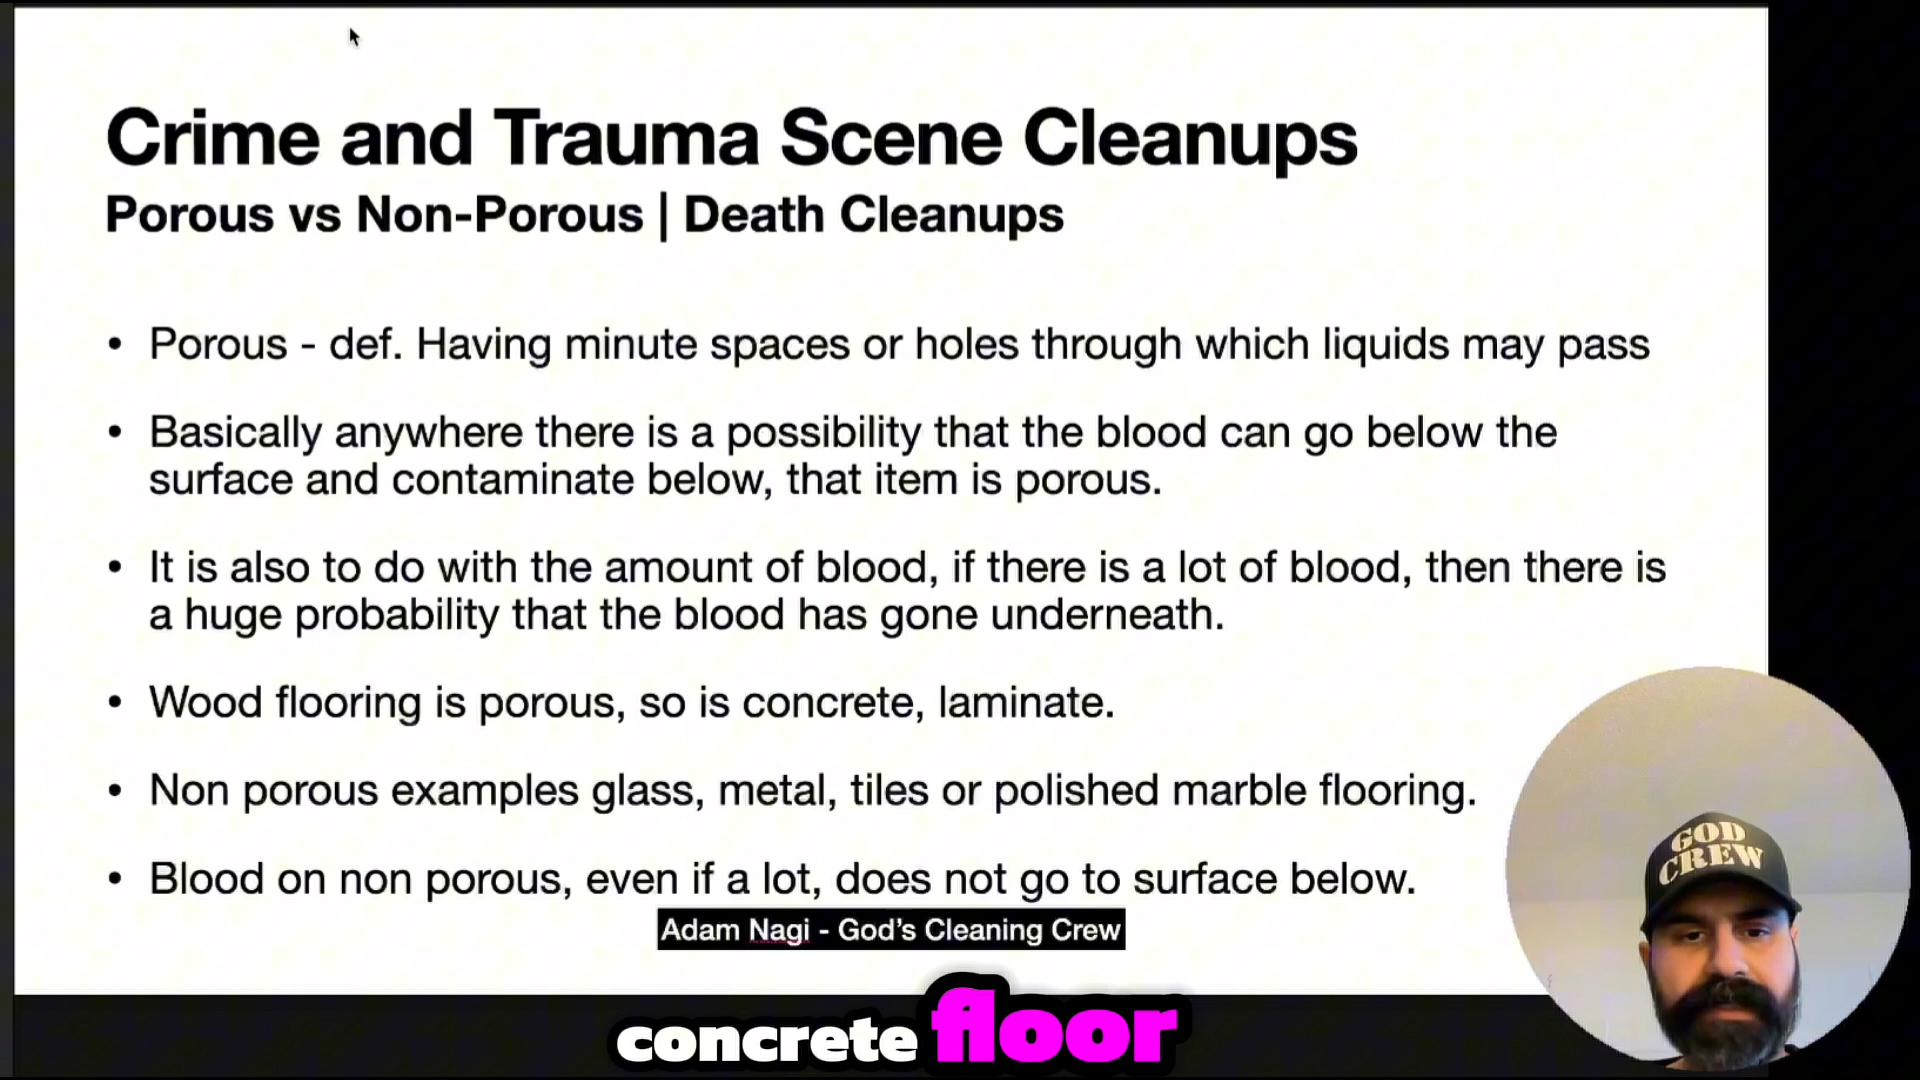 Crime and Trauma Scene Cleanups
Porous vs Non-Porous | Death Cleanups
• Porous - def. Having minute spaces or holes through which liquids may pass
• Basically anywhere there is a possibility that the blood can go below the
surface and contaminate below, that item is porous.
• It is also to do with the amount of blood, if there is a lot of blood, then there is
a huge probability that the blood has gone underneath.
• Wood flooring is porous, so is concrete, laminate.
• Non porous examples glass, metal, tiles or polished marble flooring.
• Blood on non porous, even if a lot, does not go to surface below.
Adam Nagi - God’s Cleaning Crew
GOD
CREW
concrete floor